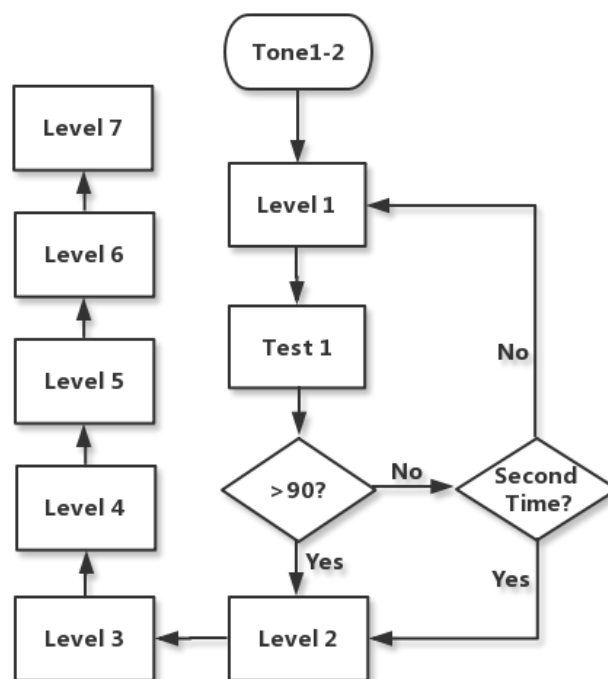 Tone1-2
Level 1
Test 1
>90?
No
Second
Time?
No
Yes
Yes
Level 2
Level 3
Level 4
Level 5
Level 6
Level 7